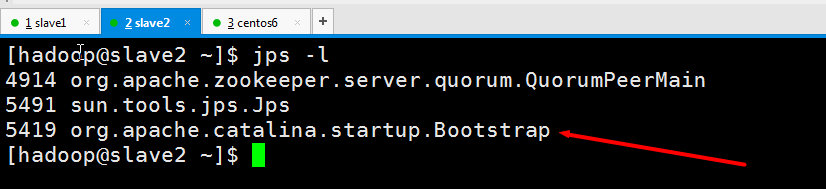 1 slave1 × 2 slave2 × 3 centos6 × +
[hadoop@slave2 ~]$ jps -l
4914 org.apache.zookeeper.server.quorum.QuorumPeerMain
5491 sun.tools.jps.Jps
5419 org.apache.catalina.startup.Bootstrap
[hadoop@slave2 ~]$